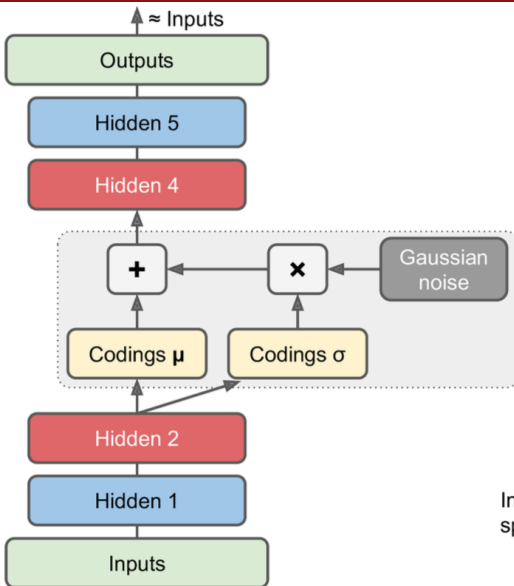 ≈ Inputs
Outputs
Hidden 5
Hidden 4
+
×
Gaussian
noise
Codings μ
Codings σ
Hidden 2
Hidden 1
Inputs